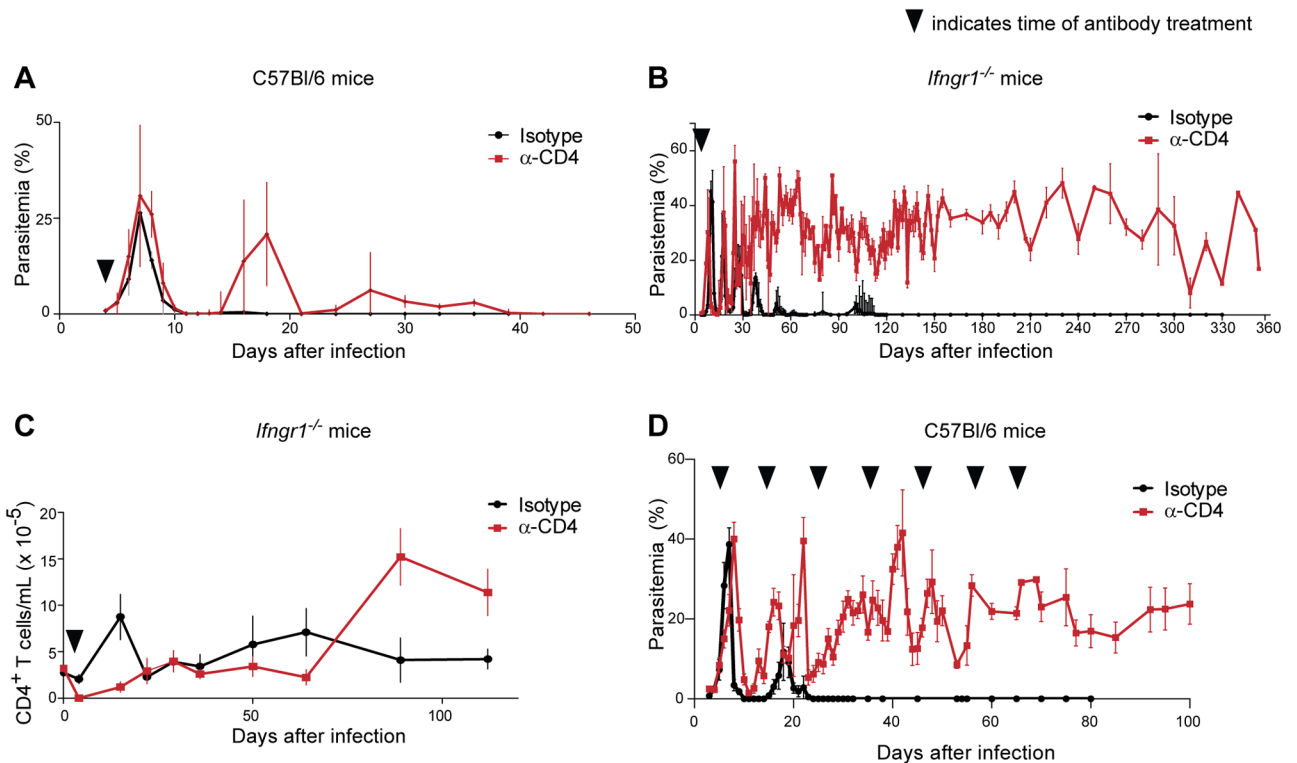 indicates time of antibody treatment
A
C57Bl/6 mice
Parasitemia (%)
50
25
0
0 10 20 30 40 50
Days after infection
Isotype
α-CD4
B
Ifngr1-/- mice
Paraistemia (%)
60
40
20
0
0 30 60 90 120 150 180 210 240 270 300 330 360
Days after infection
Isotype
α-CD4
C
Ifngr1-/- mice
CD4+ T cells/mL (x 10-5)
20
15
10
5
0
0 50 100
Days after infection
Isotype
α-CD4
D
C57Bl/6 mice
Parasitemia (%)
60
40
20
0
0 20 40 60 80 100
Days after infection
Isotype
α-CD4